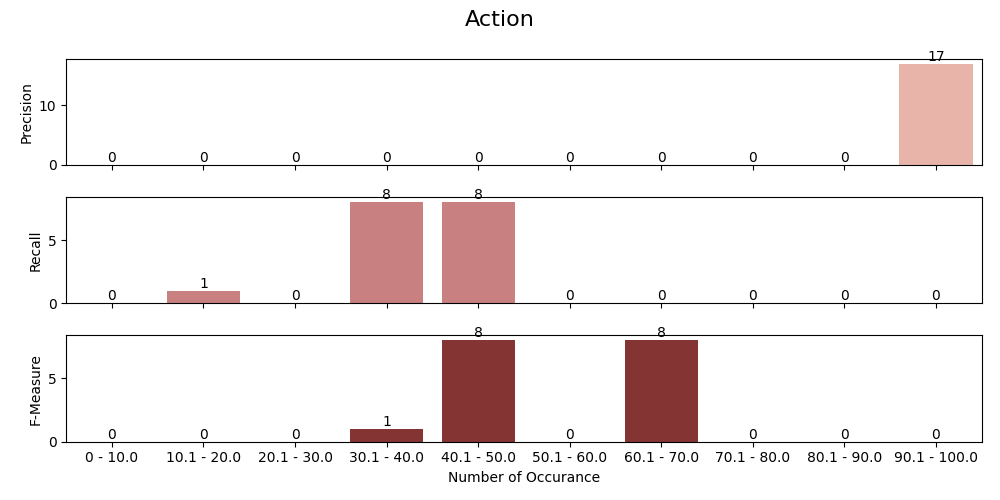 Action
Precision
10
0
0 0 0 0 0 0 0 0 0 17
Recall
5
0
0 1 0 8 8 0 0 0 0 0
F-Measure
5
0
0 0 0 1 8 0 8 0 0 0
0 - 10.0 10.1 - 20.0 20.1 - 30.0 30.1 - 40.0 40.1 - 50.0 50.1 - 60.0 60.1 - 70.0 70.1 - 80.0 80.1 - 90.0 90.1 - 100.0
Number of Occurance